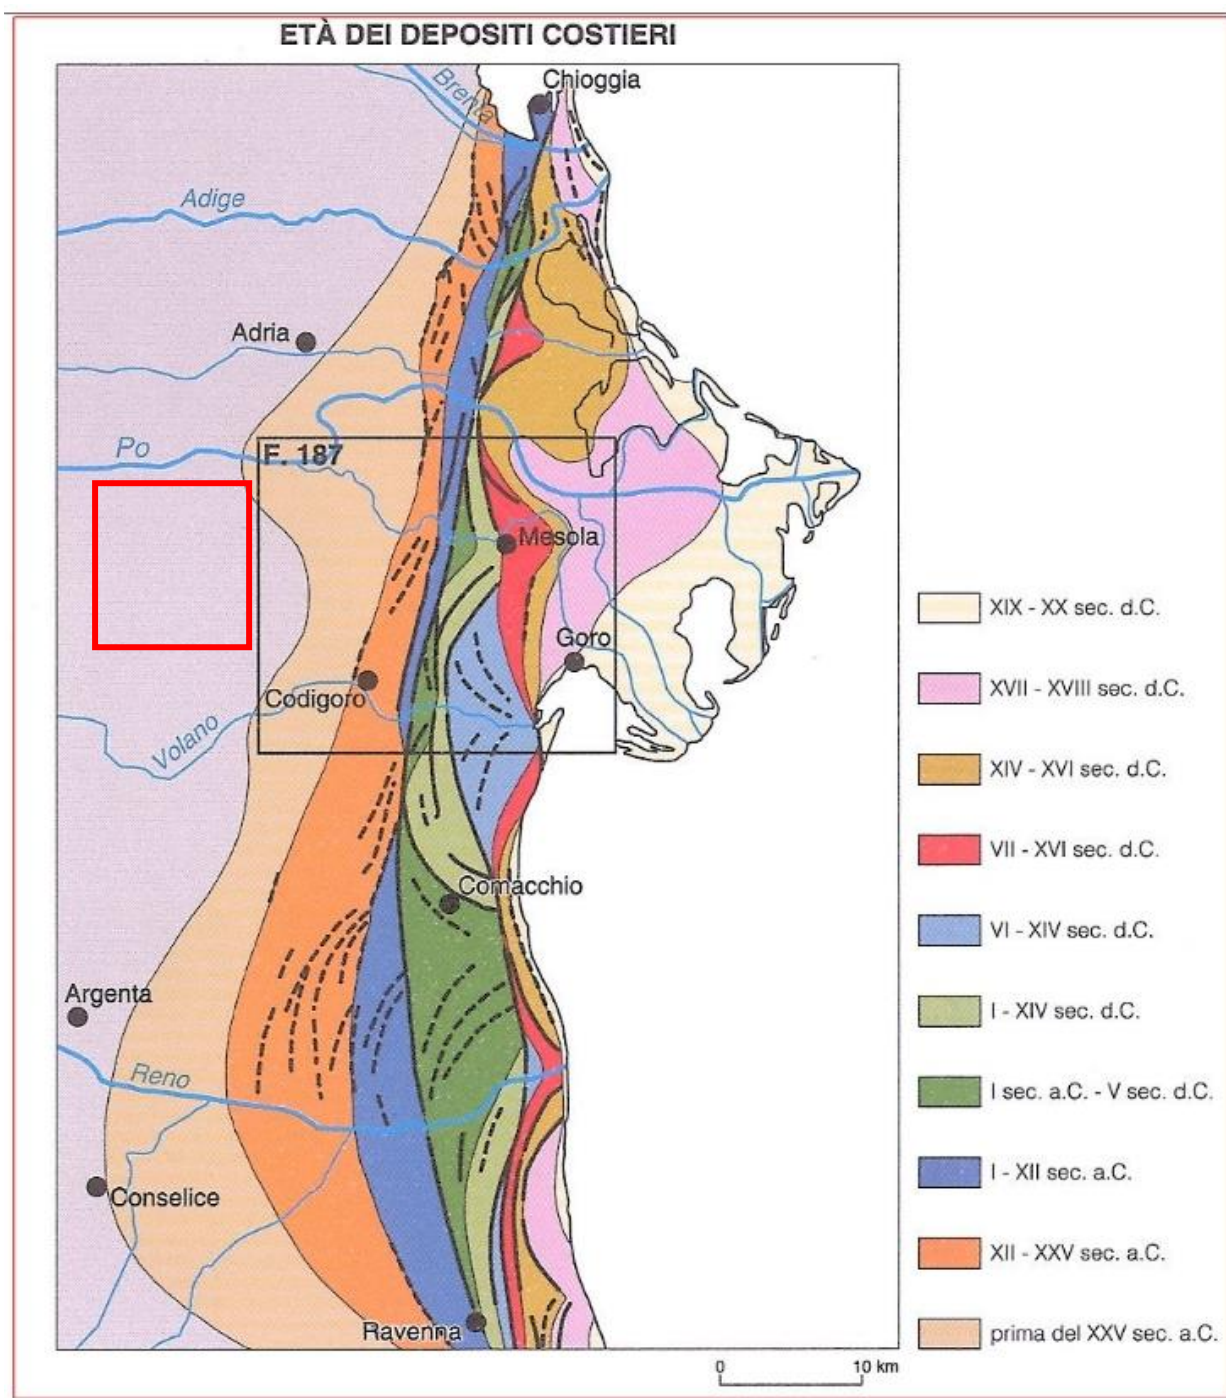 ETÀ DEI DEPOSITI COSTIERI
Chioggia
Brenta
Adige
Adria
Po
F. 187
Mesola
Goro
Codigoro
Volano
Comacchio
Argenta
Reno
Conselice
Ravenna
XIX - XX sec. d.C.
XVII - XVIII sec. d.C.
XIV - XVI sec. d.C.
VII - XVI sec. d.C.
VI - XIV sec. d.C.
I - XIV sec. d.C.
I sec. a.C. - V sec. d.C.
I - XII sec. a.C.
XII - XXV sec. a.C.
prima del XXV sec. a.C.
0 10 km